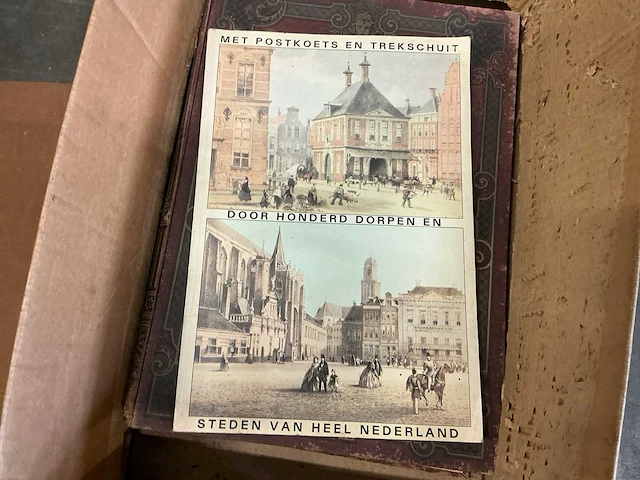 MET POSTKOETS EN TREKSCHUIT
DOOR HONDERD DORPEN EN
STEDEN VAN HEEL NEDERLAND